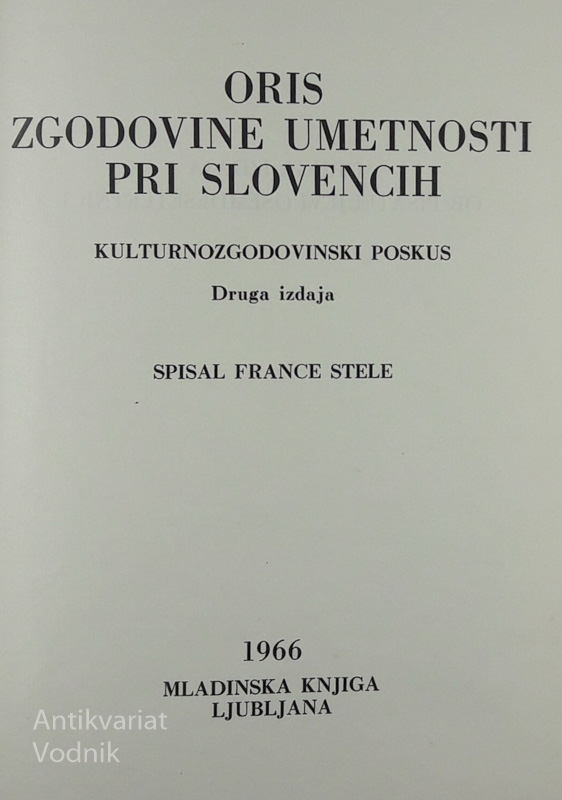 ORIS
ZGODOVINE UMETNOSTI
PRI SLOVENCIH
KULTURNOZGODOVINSKI POSKUS
Druga izdaja
SPISAL FRANCE STELE
1966
MLADINSKA KNJIGA
LJUBLJANA
Antikvariat
Vodnik